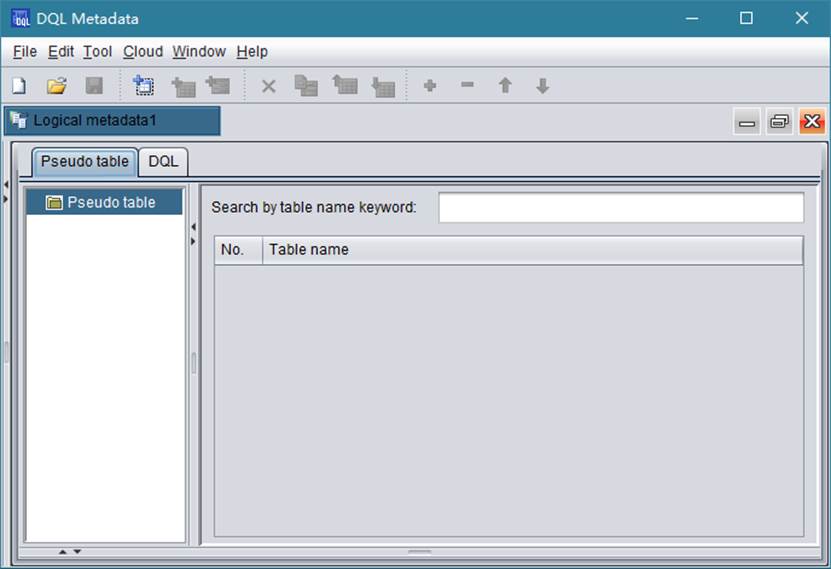 DQL DQL Metadata
File Edit Tool Cloud Window Help
Logical metadata1
Pseudo table DQL
Pseudo table
Search by table name keyword:
No. Table name